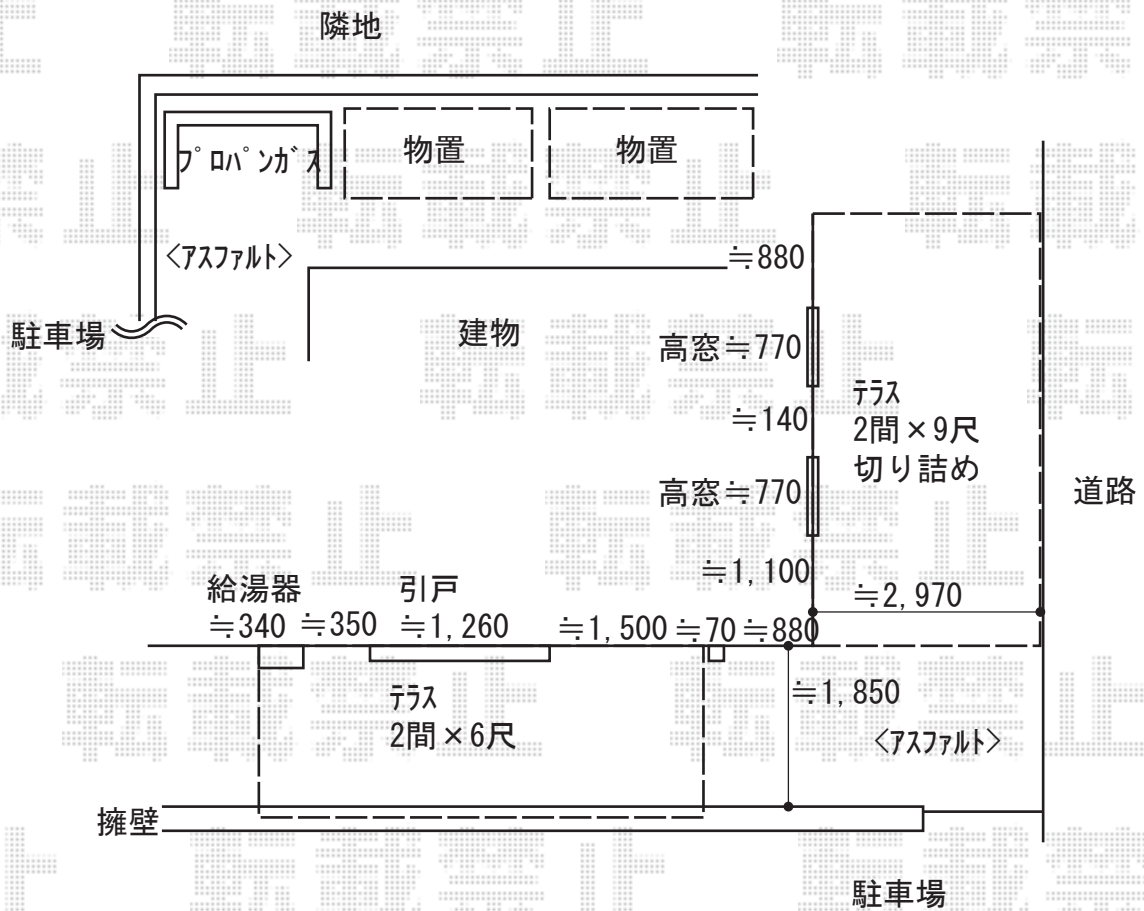 隣地
プロパンガス
物置
物置
<アスファルト>
≒880
駐車場
建物
高窓≒770
テラス
2間×9尺
切り詰め
≒140
高窓≒770
道路
≒1,100
≒2,970
給湯器
引戸
≒340
≒350
≒1,260
≒1,500
≒70
≒880
テラス
2間×6尺
≒1,850
<アスファルト>
擁壁
駐車場
転載禁止